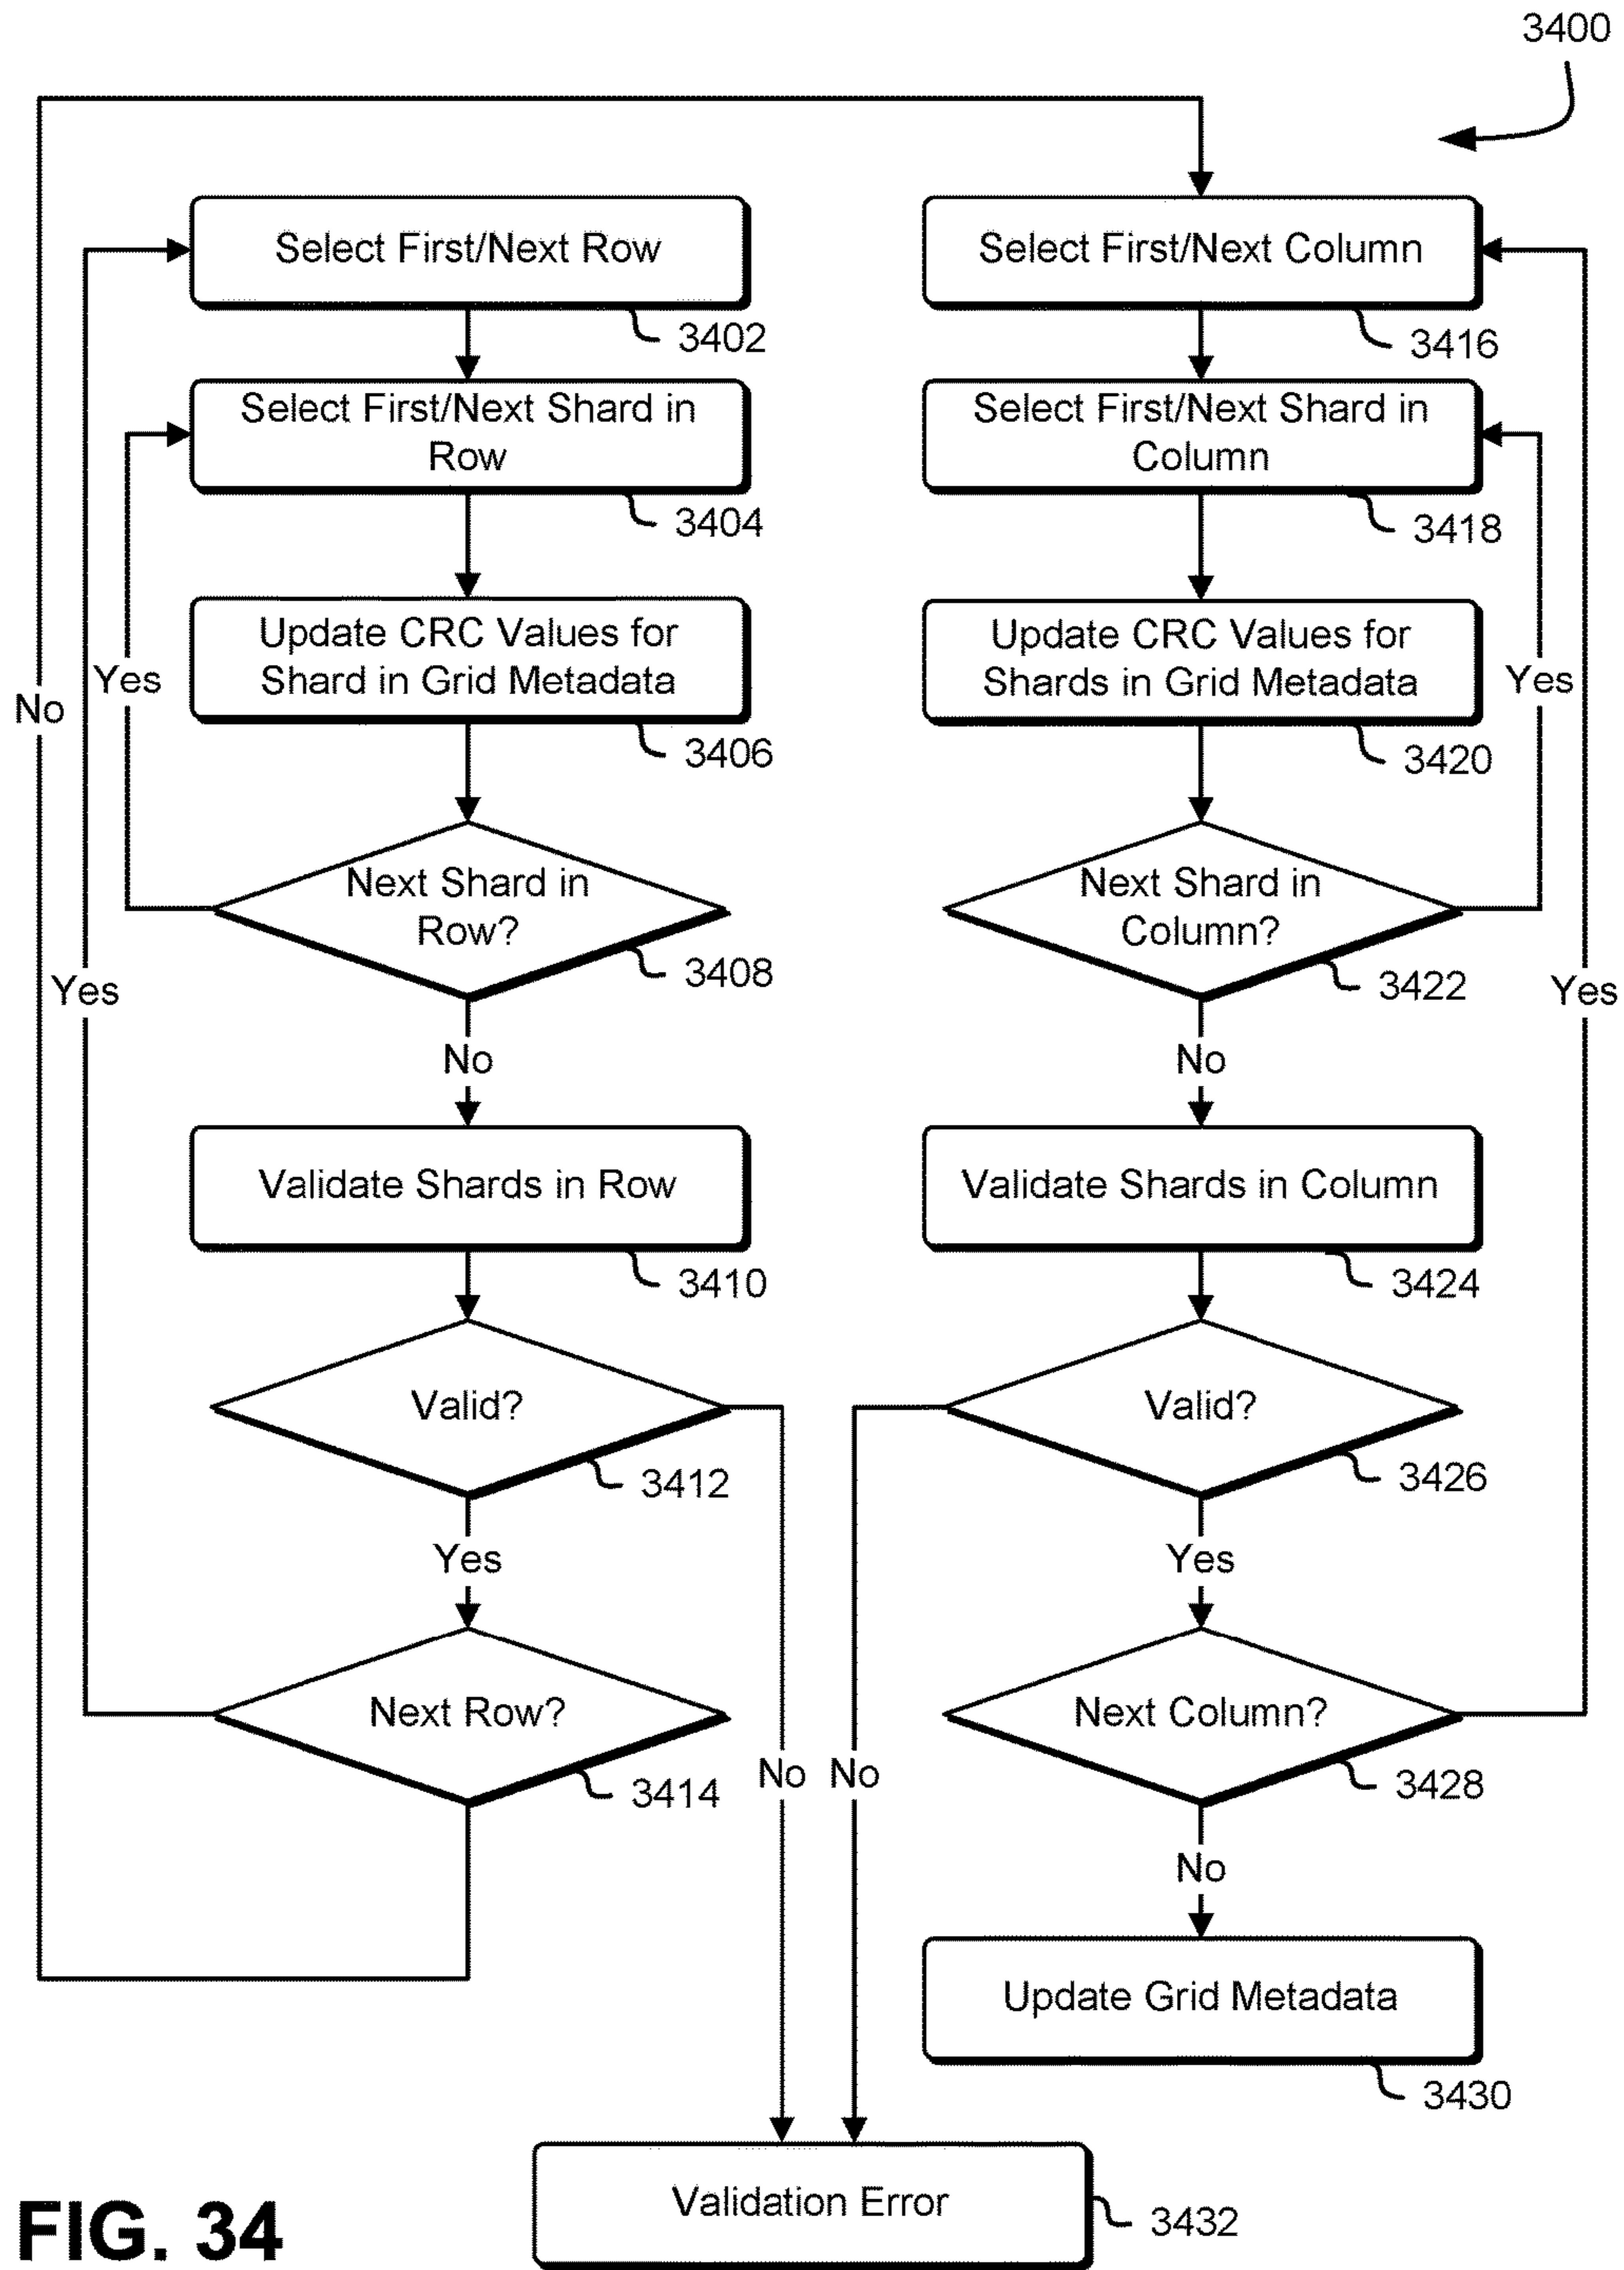 3400
Select First/Next Row
3402
Select First/Next Shard in
Row
3404
Update CRC Values for
Shard in Grid Metadata
3406
Yes
No
Next Shard in
Row?
3408
Yes
No
Validate Shards in Row
3410
Valid?
3412
Yes
Next Row?
3414
No
Select First/Next Column
3416
Select First/Next Shard in
Column
3418
Update CRC Values for
Shards in Grid Metadata
3420
Yes
Next Shard in
Column?
3422
Yes
No
Validate Shards in Column
3424
Valid?
3426
Yes
Next Column?
3428
No
No
Update Grid Metadata
3430
Validation Error
3432
FIG. 34